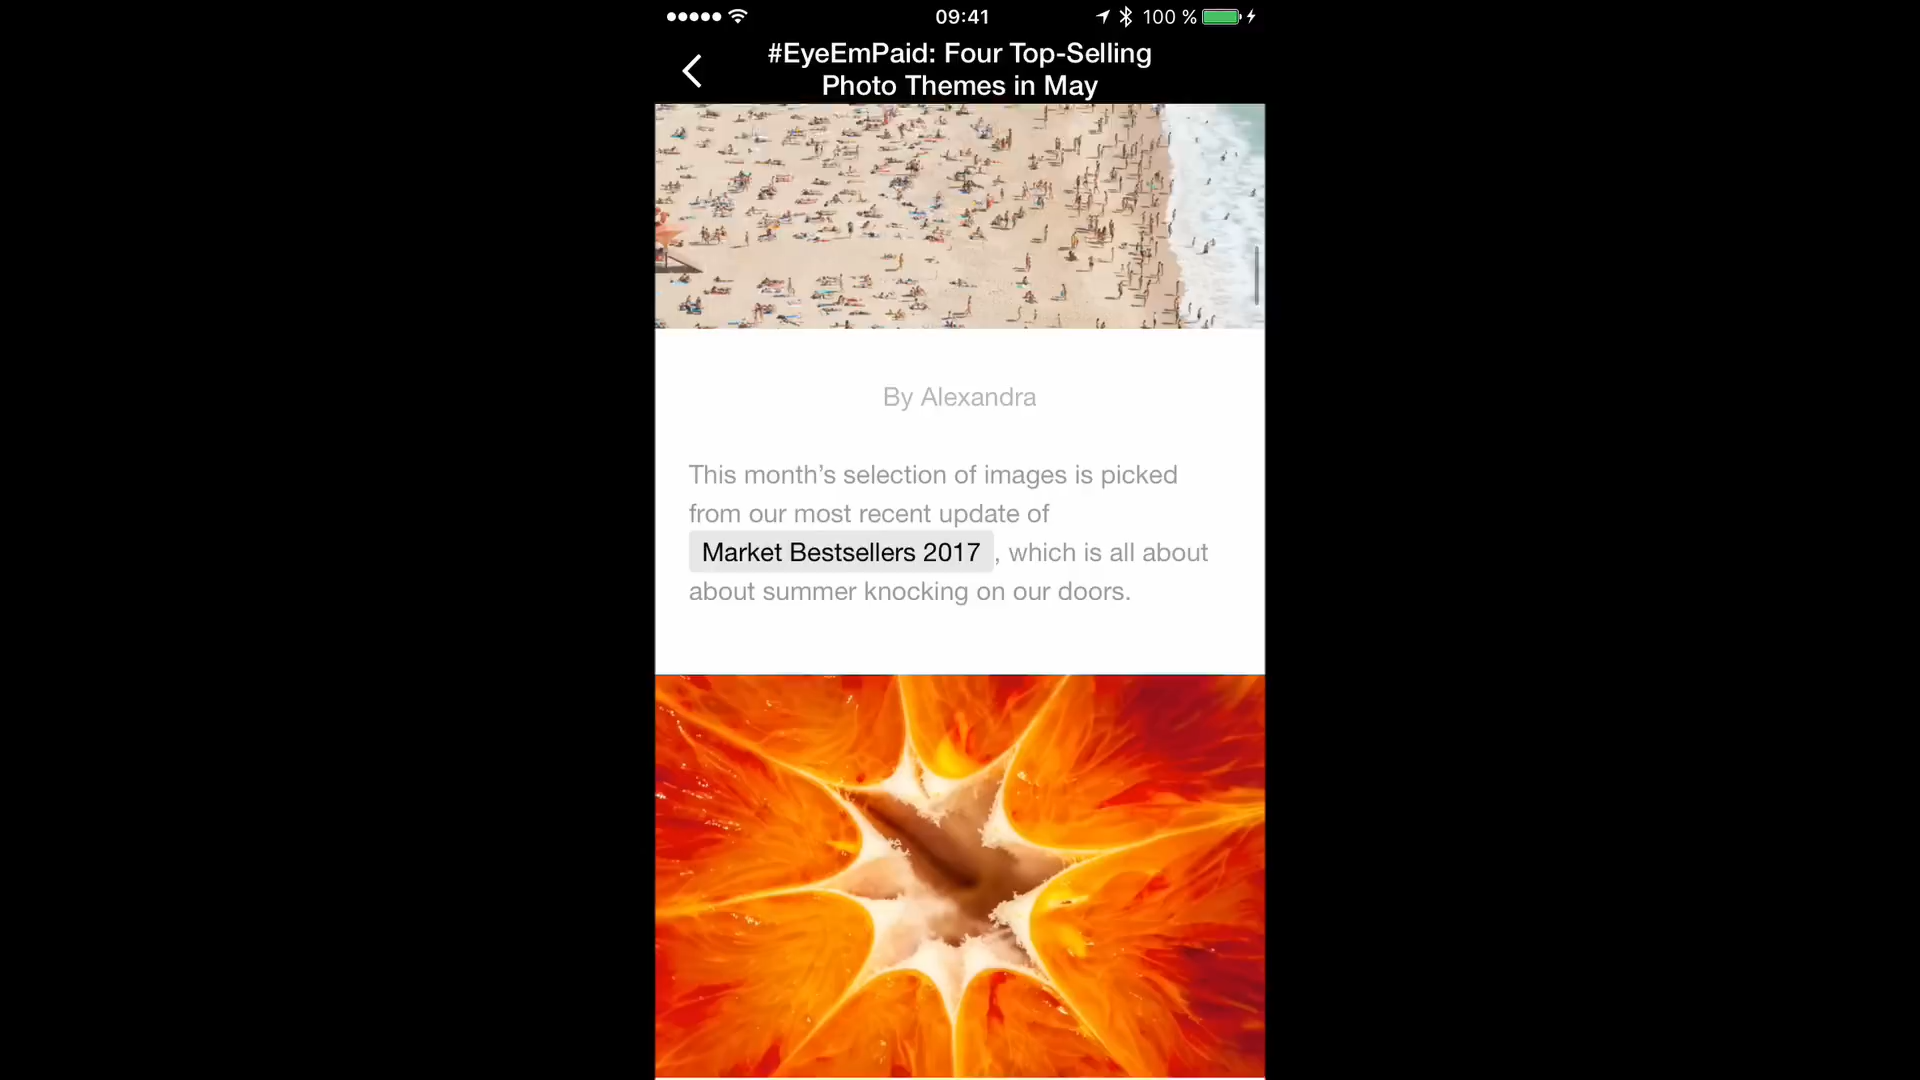 09:41
100 %
#EyeEmPaid: Four Top-Selling
Photo Themes in May
By Alexandra
This month’s selection of images is picked
from our most recent update of
Market Bestsellers 2017 , which is all about
about summer knocking on our doors.